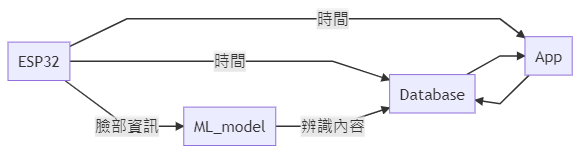 時間
ESP32
時間
App
Database
臉部資訊
ML_model
辨識內容